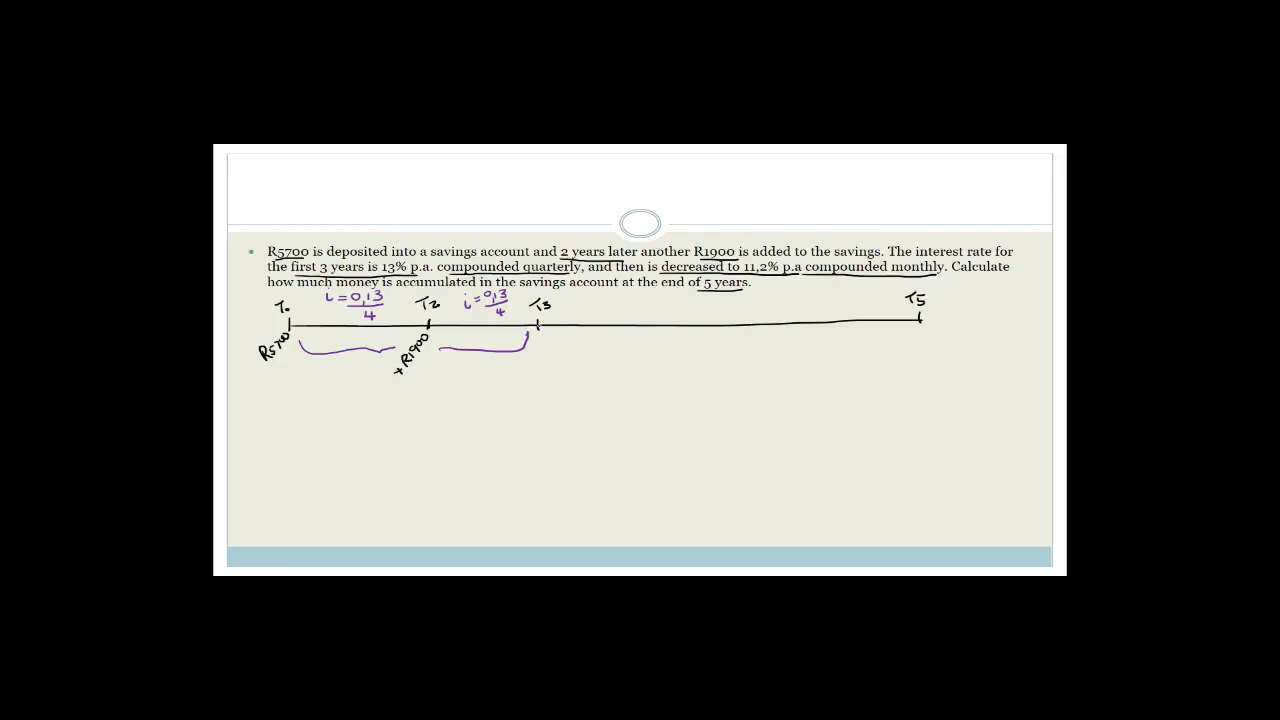 R5700 is deposited into a savings account and 2 years later another R1900 is added to the savings. The interest rate for
the first 3 years is 13% p.a. compounded quarterly, and then is decreased to 11,2% p.a compounded monthly. Calculate
how much money is accumulated in the savings account at the end of 5 years.
T₀ i = 0,13/4 T2 i = 0,13/4 T3 T5
R5700 +R1900